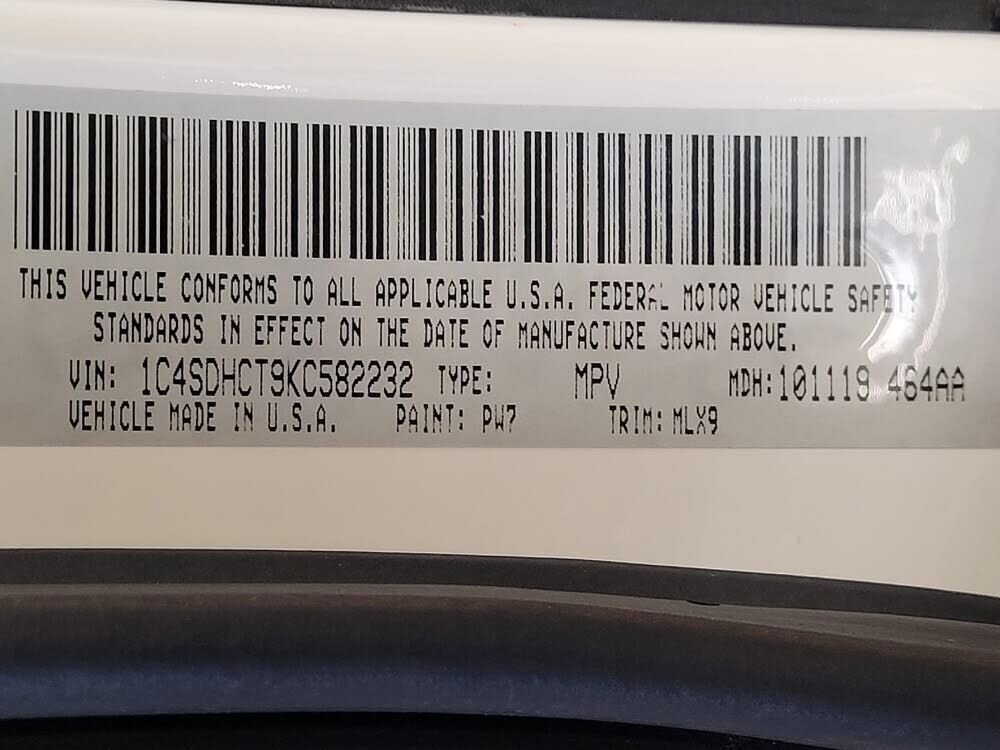 THIS VEHICLE CONFORMS TO ALL APPLICABLE U.S.A. FEDERAL MOTOR VEHICLE SAFETY
STANDARDS IN EFFECT ON THE DATE OF MANUFACTURE SHOWN ABOVE.
VIN: 1C4SDHCT9KC582232 TYPE: MPV MDH: 101119 464AA
VEHICLE MADE IN U.S.A. PAINT: PW7 TRIM: MLX9